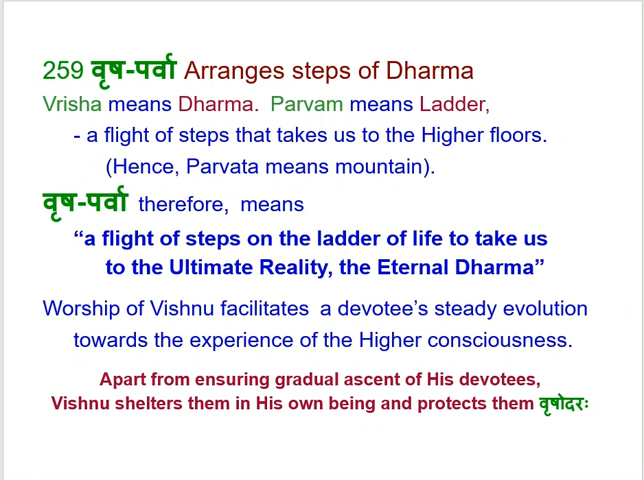 259 वृष-पर्वा Arranges steps of Dharma
Vrisha means Dharma. Parvam means Ladder,
- a flight of steps that takes us to the Higher floors.
(Hence, Parvata means mountain).
वृष-पर्वा therefore, means
“a flight of steps on the ladder of life to take us
to the Ultimate Reality, the Eternal Dharma”
Worship of Vishnu facilitates a devotee’s steady evolution
towards the experience of the Higher consciousness.
Apart from ensuring gradual ascent of His devotees,
Vishnu shelters them in His own being and protects them वृषोदरः